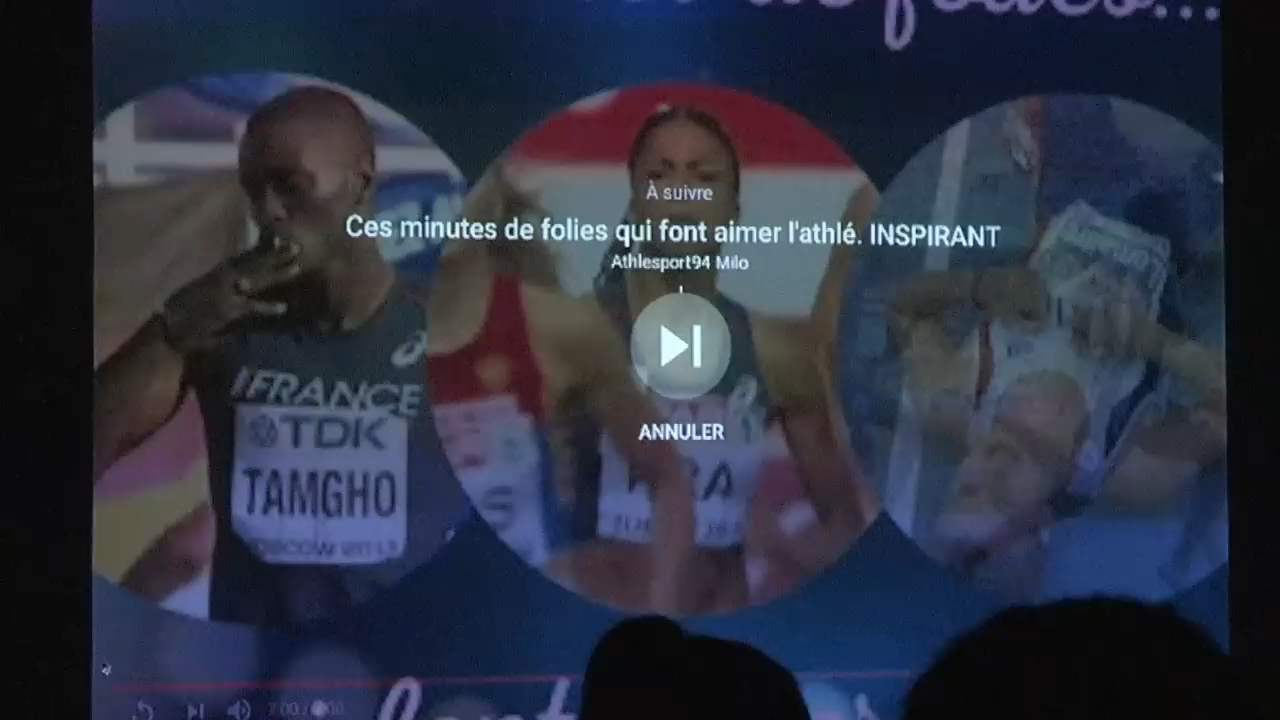 À suivre
Ces minutes de folies qui font aimer l'athlé. INSPIRANT
Athlesport94 Milo
ANNULER
FRANCE
TDK
TAMGHO